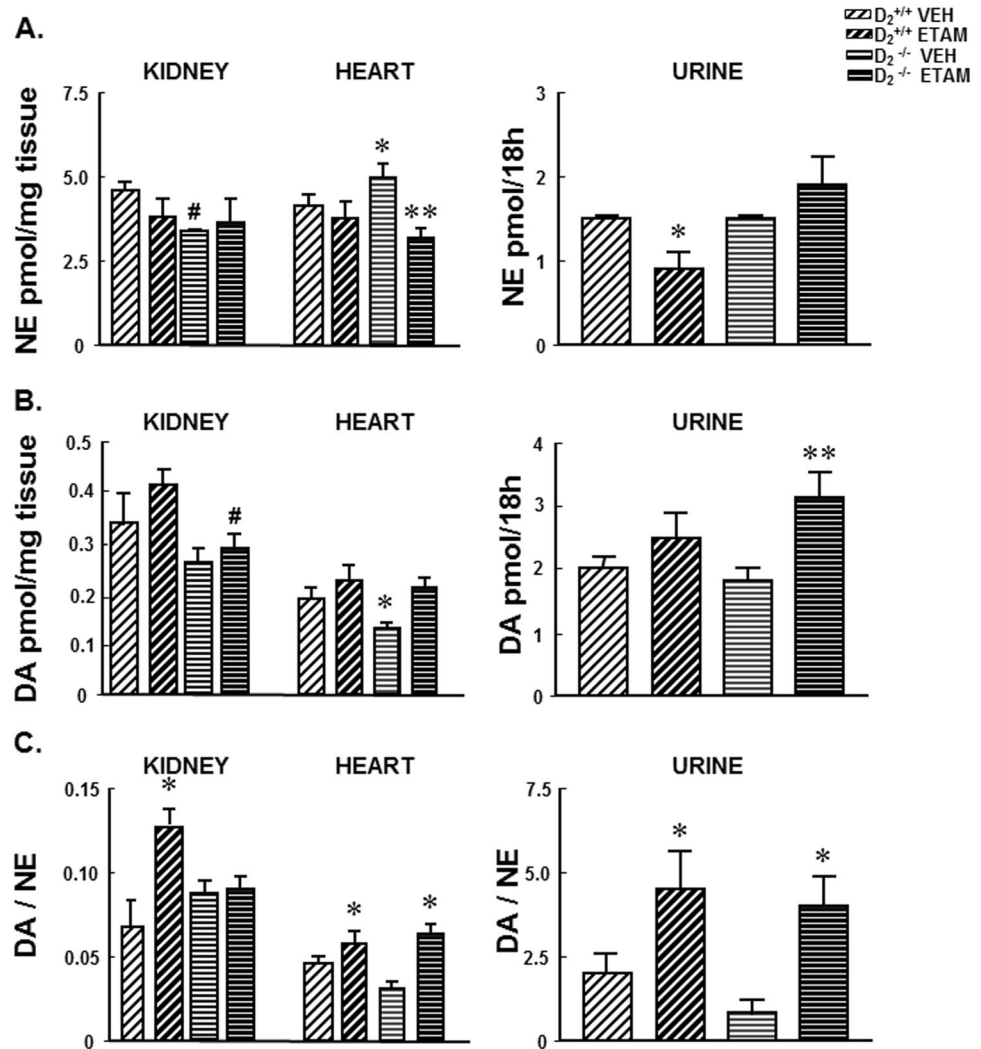 D₂⁺/⁺ VEH
D₂⁺/⁺ ETAM
D₂⁻/⁻ VEH
D₂⁻/⁻ ETAM
A.
KIDNEY HEART URINE
NE pmol/mg tissue
7.5
5.0
2.5
0
# * **
NE pmol/18h
3
2
1
0
*
B.
KIDNEY HEART URINE
DA pmol/mg tissue
0.5
0.4
0.3
0.2
0.1
0
# *
DA pmol/18h
4
3
2
1
0
**
C.
KIDNEY HEART URINE
DA / NE
0.15
0.10
0.05
0
* * *
DA / NE
7.5
5.0
2.5
0
* *